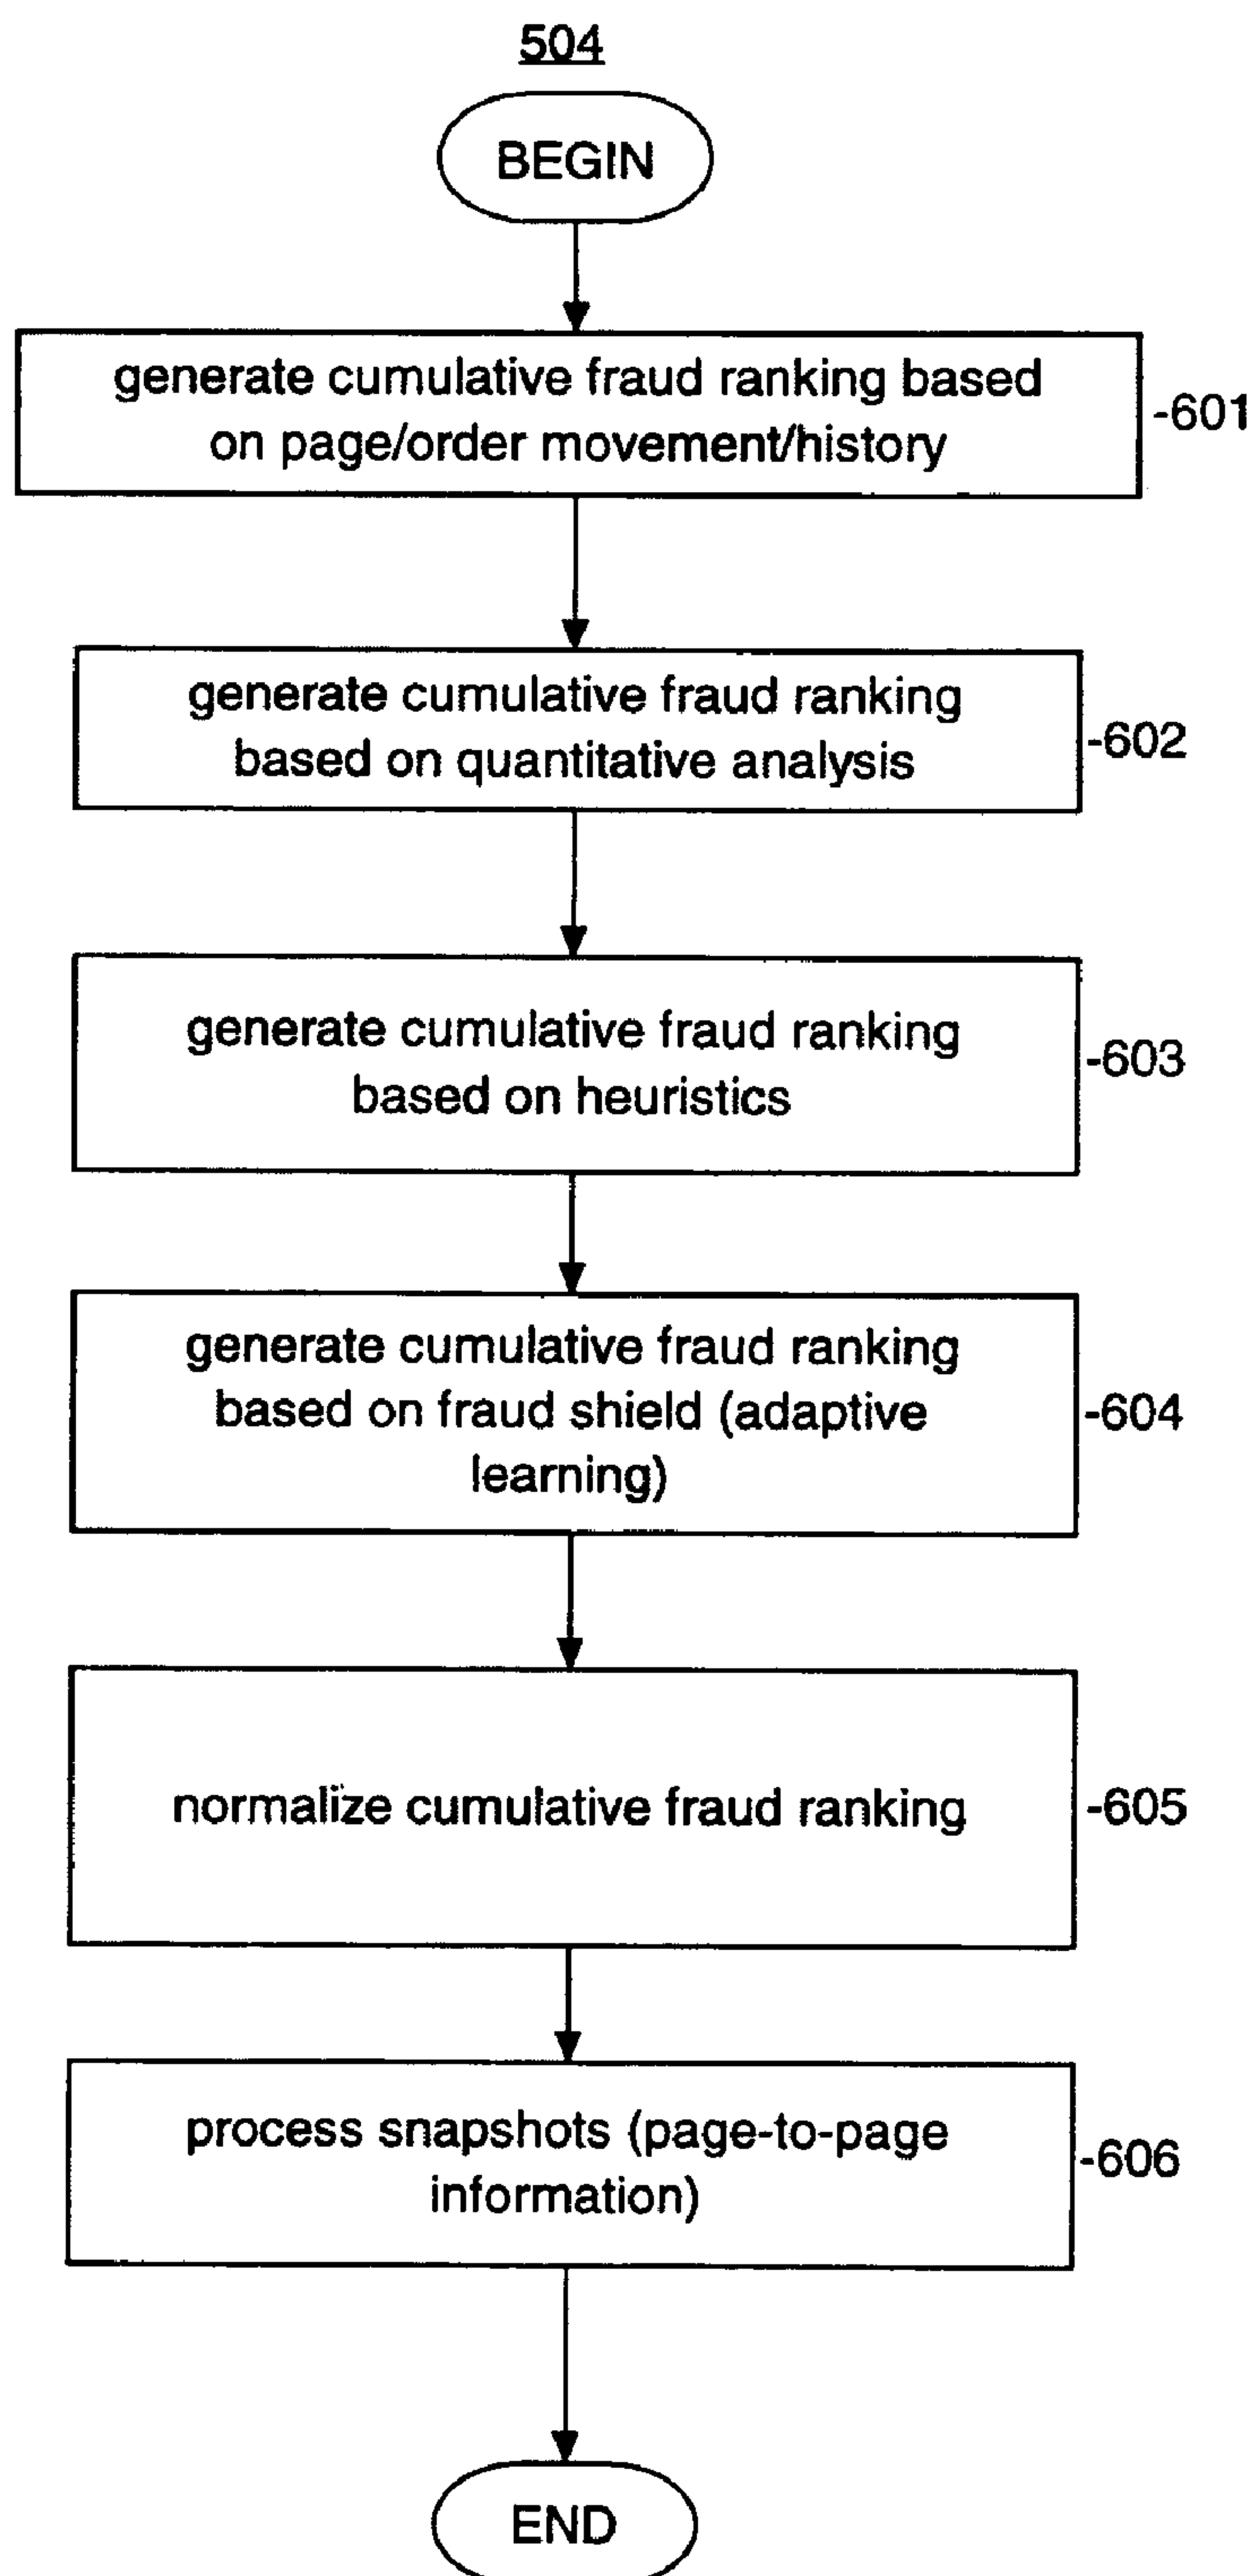 504
BEGIN
generate cumulative fraud ranking based
on page/order movement/history
-601
generate cumulative fraud ranking
based on quantitative analysis
-602
generate cumulative fraud ranking
based on heuristics
-603
generate cumulative fraud ranking
based on fraud shield (adaptive
learning)
-604
normalize cumulative fraud ranking
-605
process snapshots (page-to-page
information)
-606
END